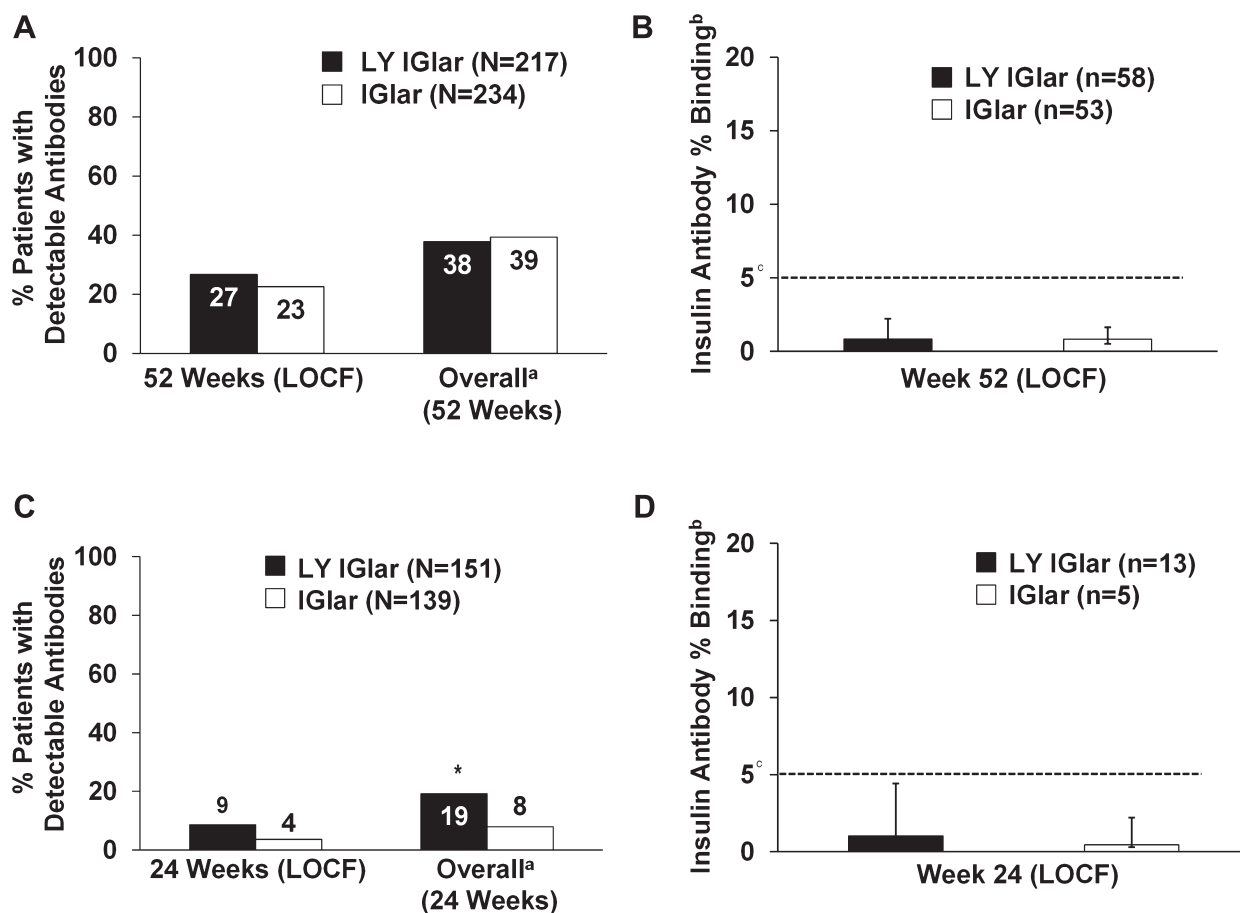 A
% Patients with
Detectable Antibodies
100
80
60
40
20
0
LY IGlar (N=217)
IGlar (N=234)
27
23
38
39
52 Weeks (LOCF)
Overallᵃ
(52 Weeks)
B
Insulin Antibody % Bindingᵇ
20
15
10
5ᶜ
0
LY IGlar (n=58)
IGlar (n=53)
Week 52 (LOCF)
C
% Patients with
Detectable Antibodies
100
80
60
40
20
0
LY IGlar (N=151)
IGlar (N=139)
9
4
*
19
8
24 Weeks (LOCF)
Overallᵃ
(24 Weeks)
D
Insulin Antibody % Bindingᵇ
20
15
10
5ᶜ
0
LY IGlar (n=13)
IGlar (n=5)
Week 24 (LOCF)